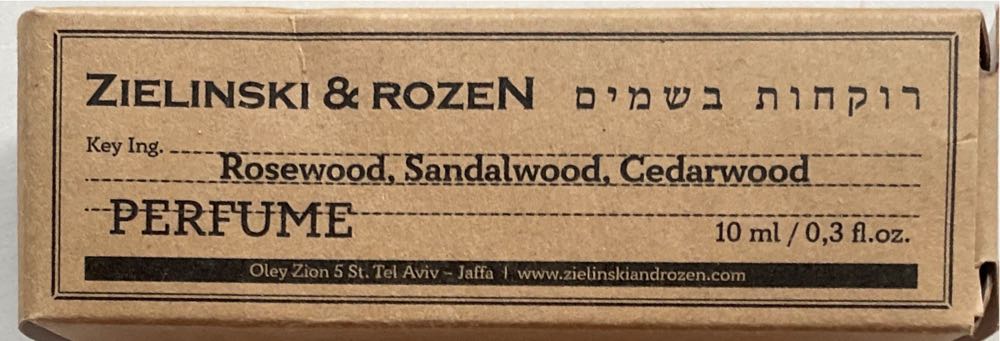 ZIELINSKI & ROZEN רוקחות בשמים
Key Ing. Rosewood, Sandalwood, Cedarwood
PERFUME 10 ml / 0,3 fl.oz.
Oley Zion 5 St. Tel Aviv – Jaffa | www.zielinskiandrozen.com